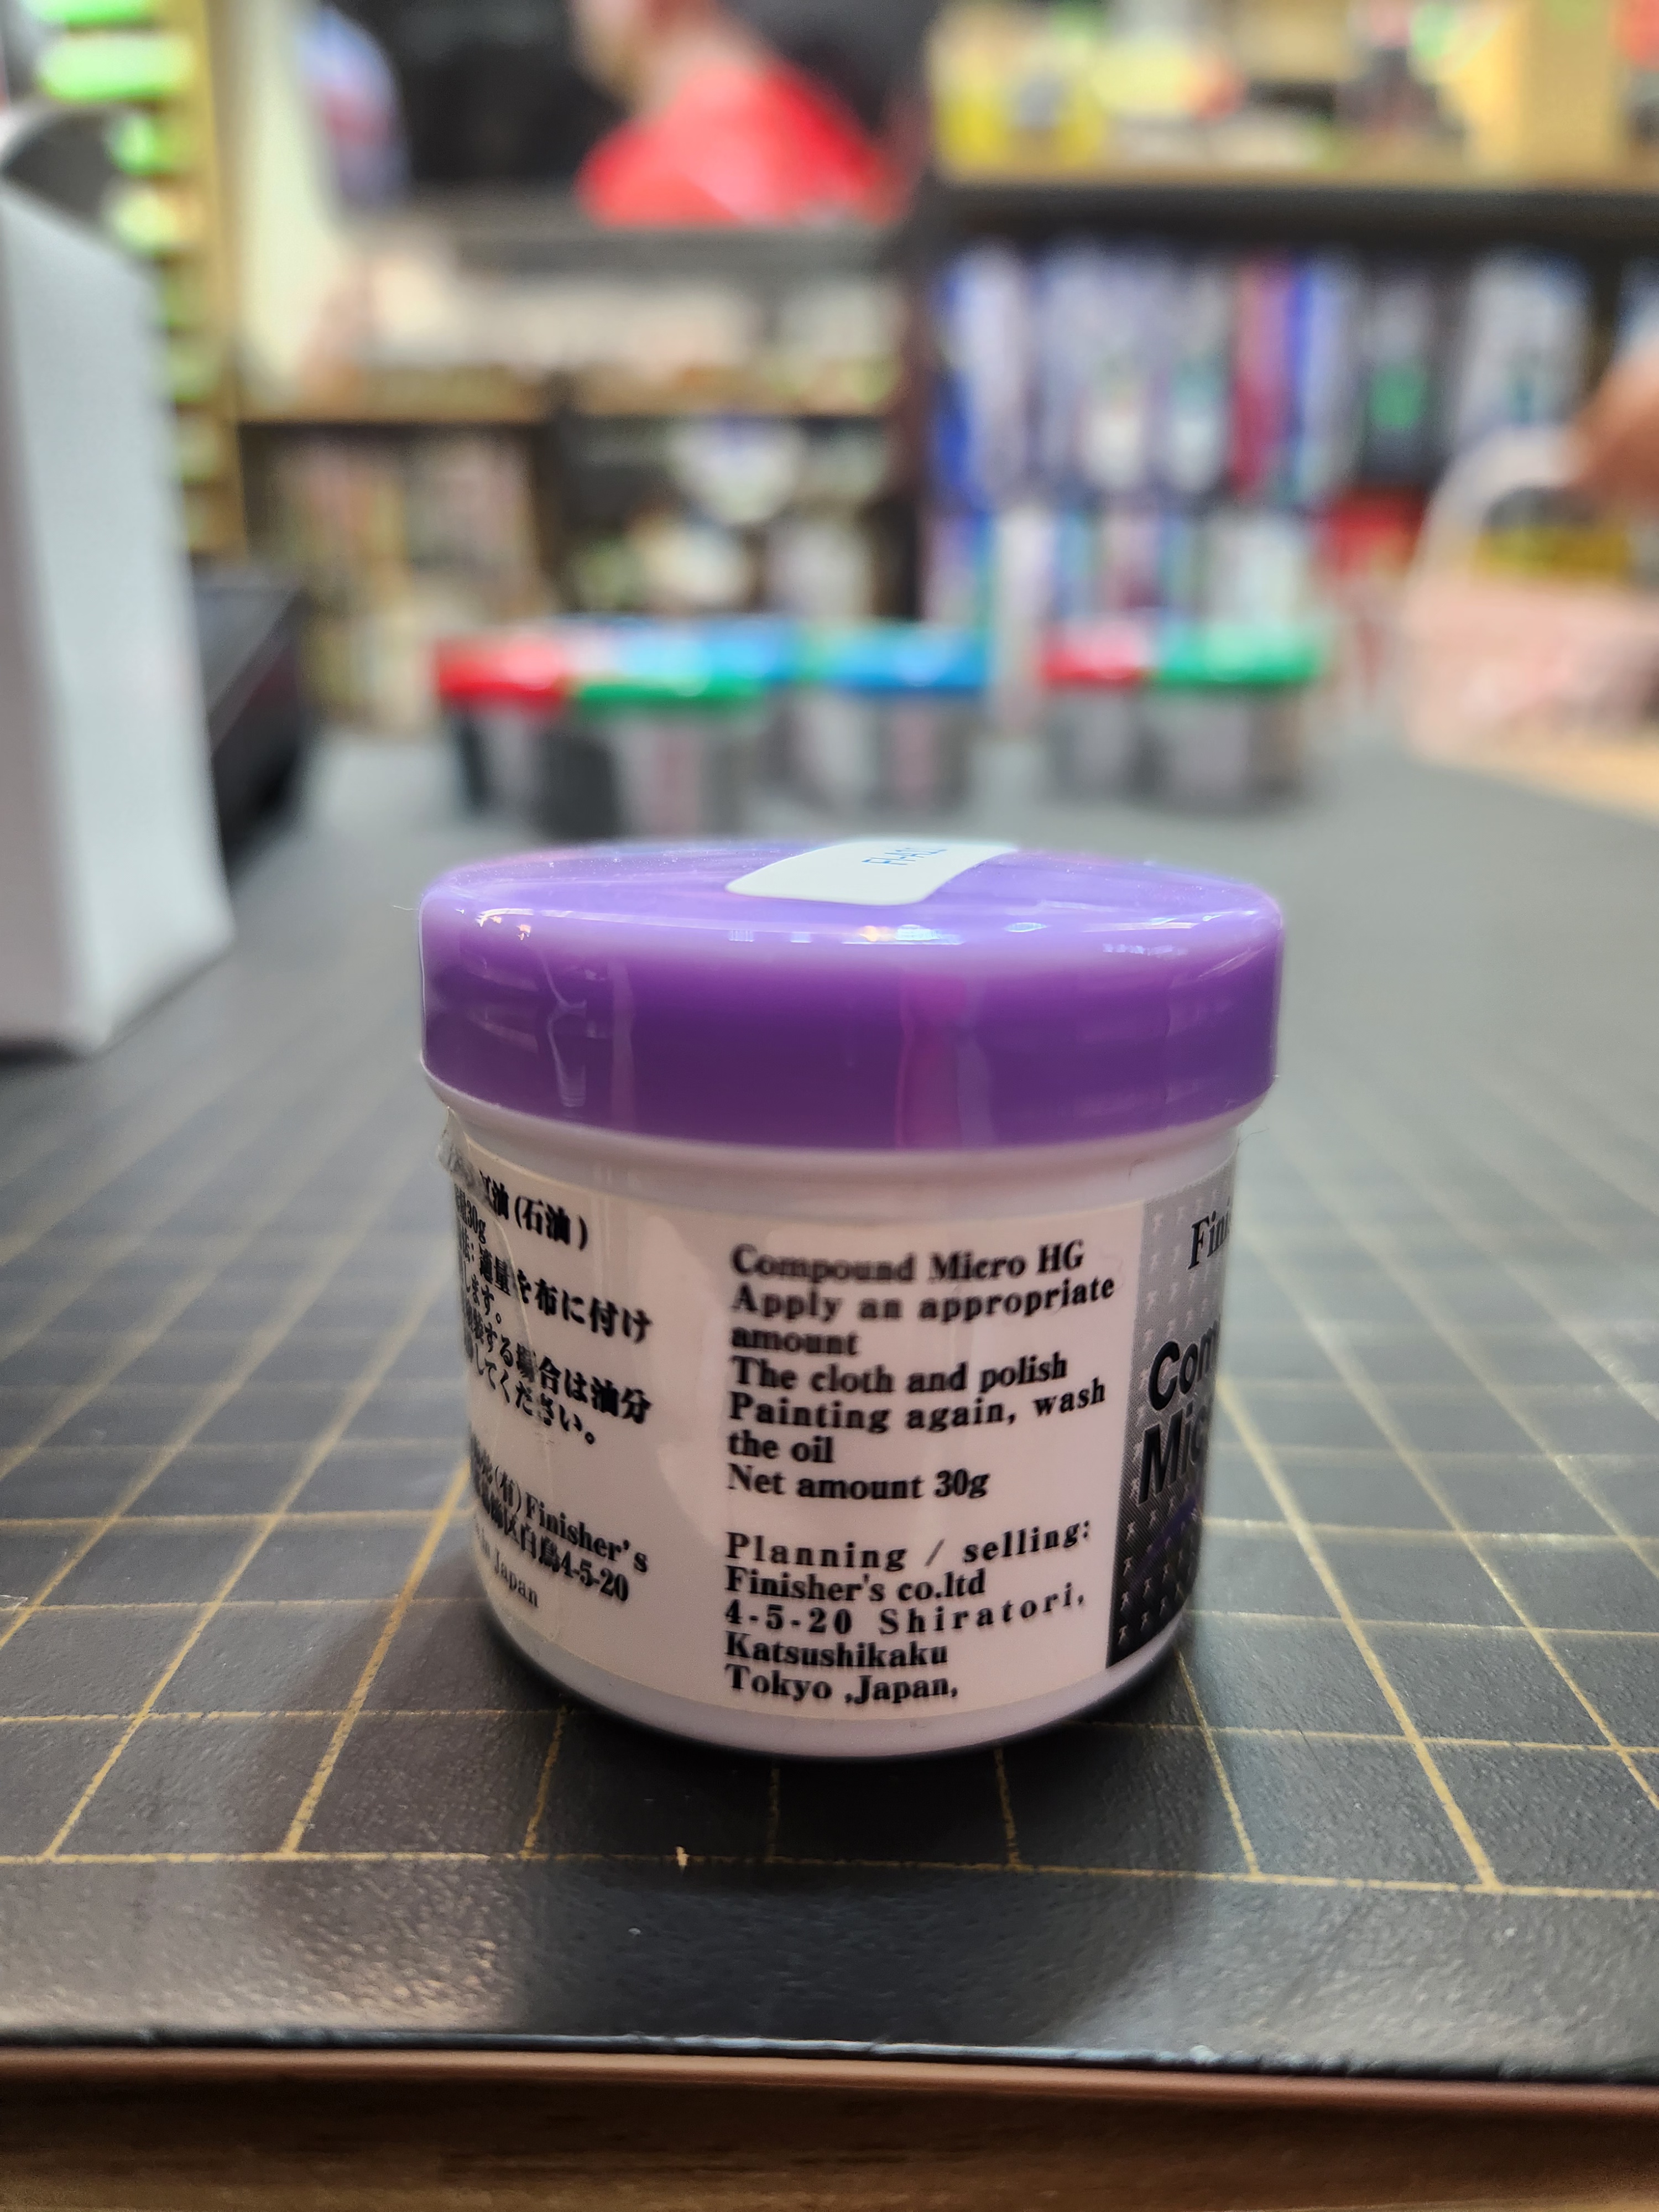 油(石油)
30g
適量を布に付け
します。
する場合は油分
してください。
(有)Finisher's
区白鳥4-5-20
Japan
Compound Micro HG
Apply an appropriate
amount
The cloth and polish
Painting again, wash
the oil
Net amount 30g
Planning / selling:
Finisher's co.ltd
4-5-20 Shiratori,
Katsushikaku
Tokyo ,Japan,
Fini
Com
Mic